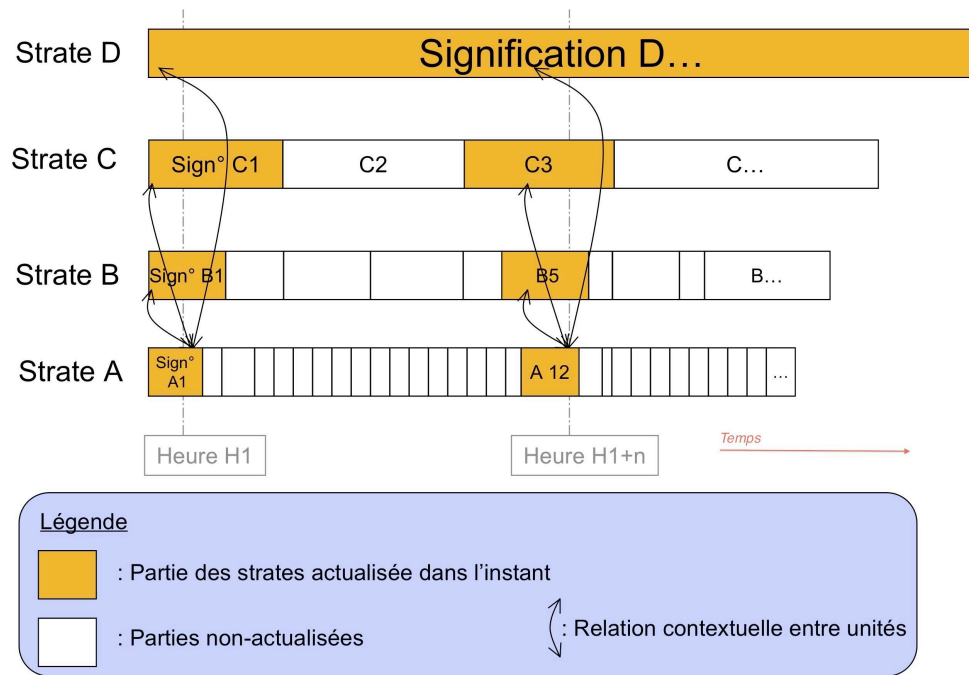 Strate D
Signification D…
Strate C
Sign° C1
C2
C3
C…
Strate B
Sign° B1
B5
B…
Strate A
Sign°
A1
A 12
...
Heure H1
Heure H1+n
Temps
Légende
: Partie des strates actualisée dans l’instant
: Parties non-actualisées
: Relation contextuelle entre unités